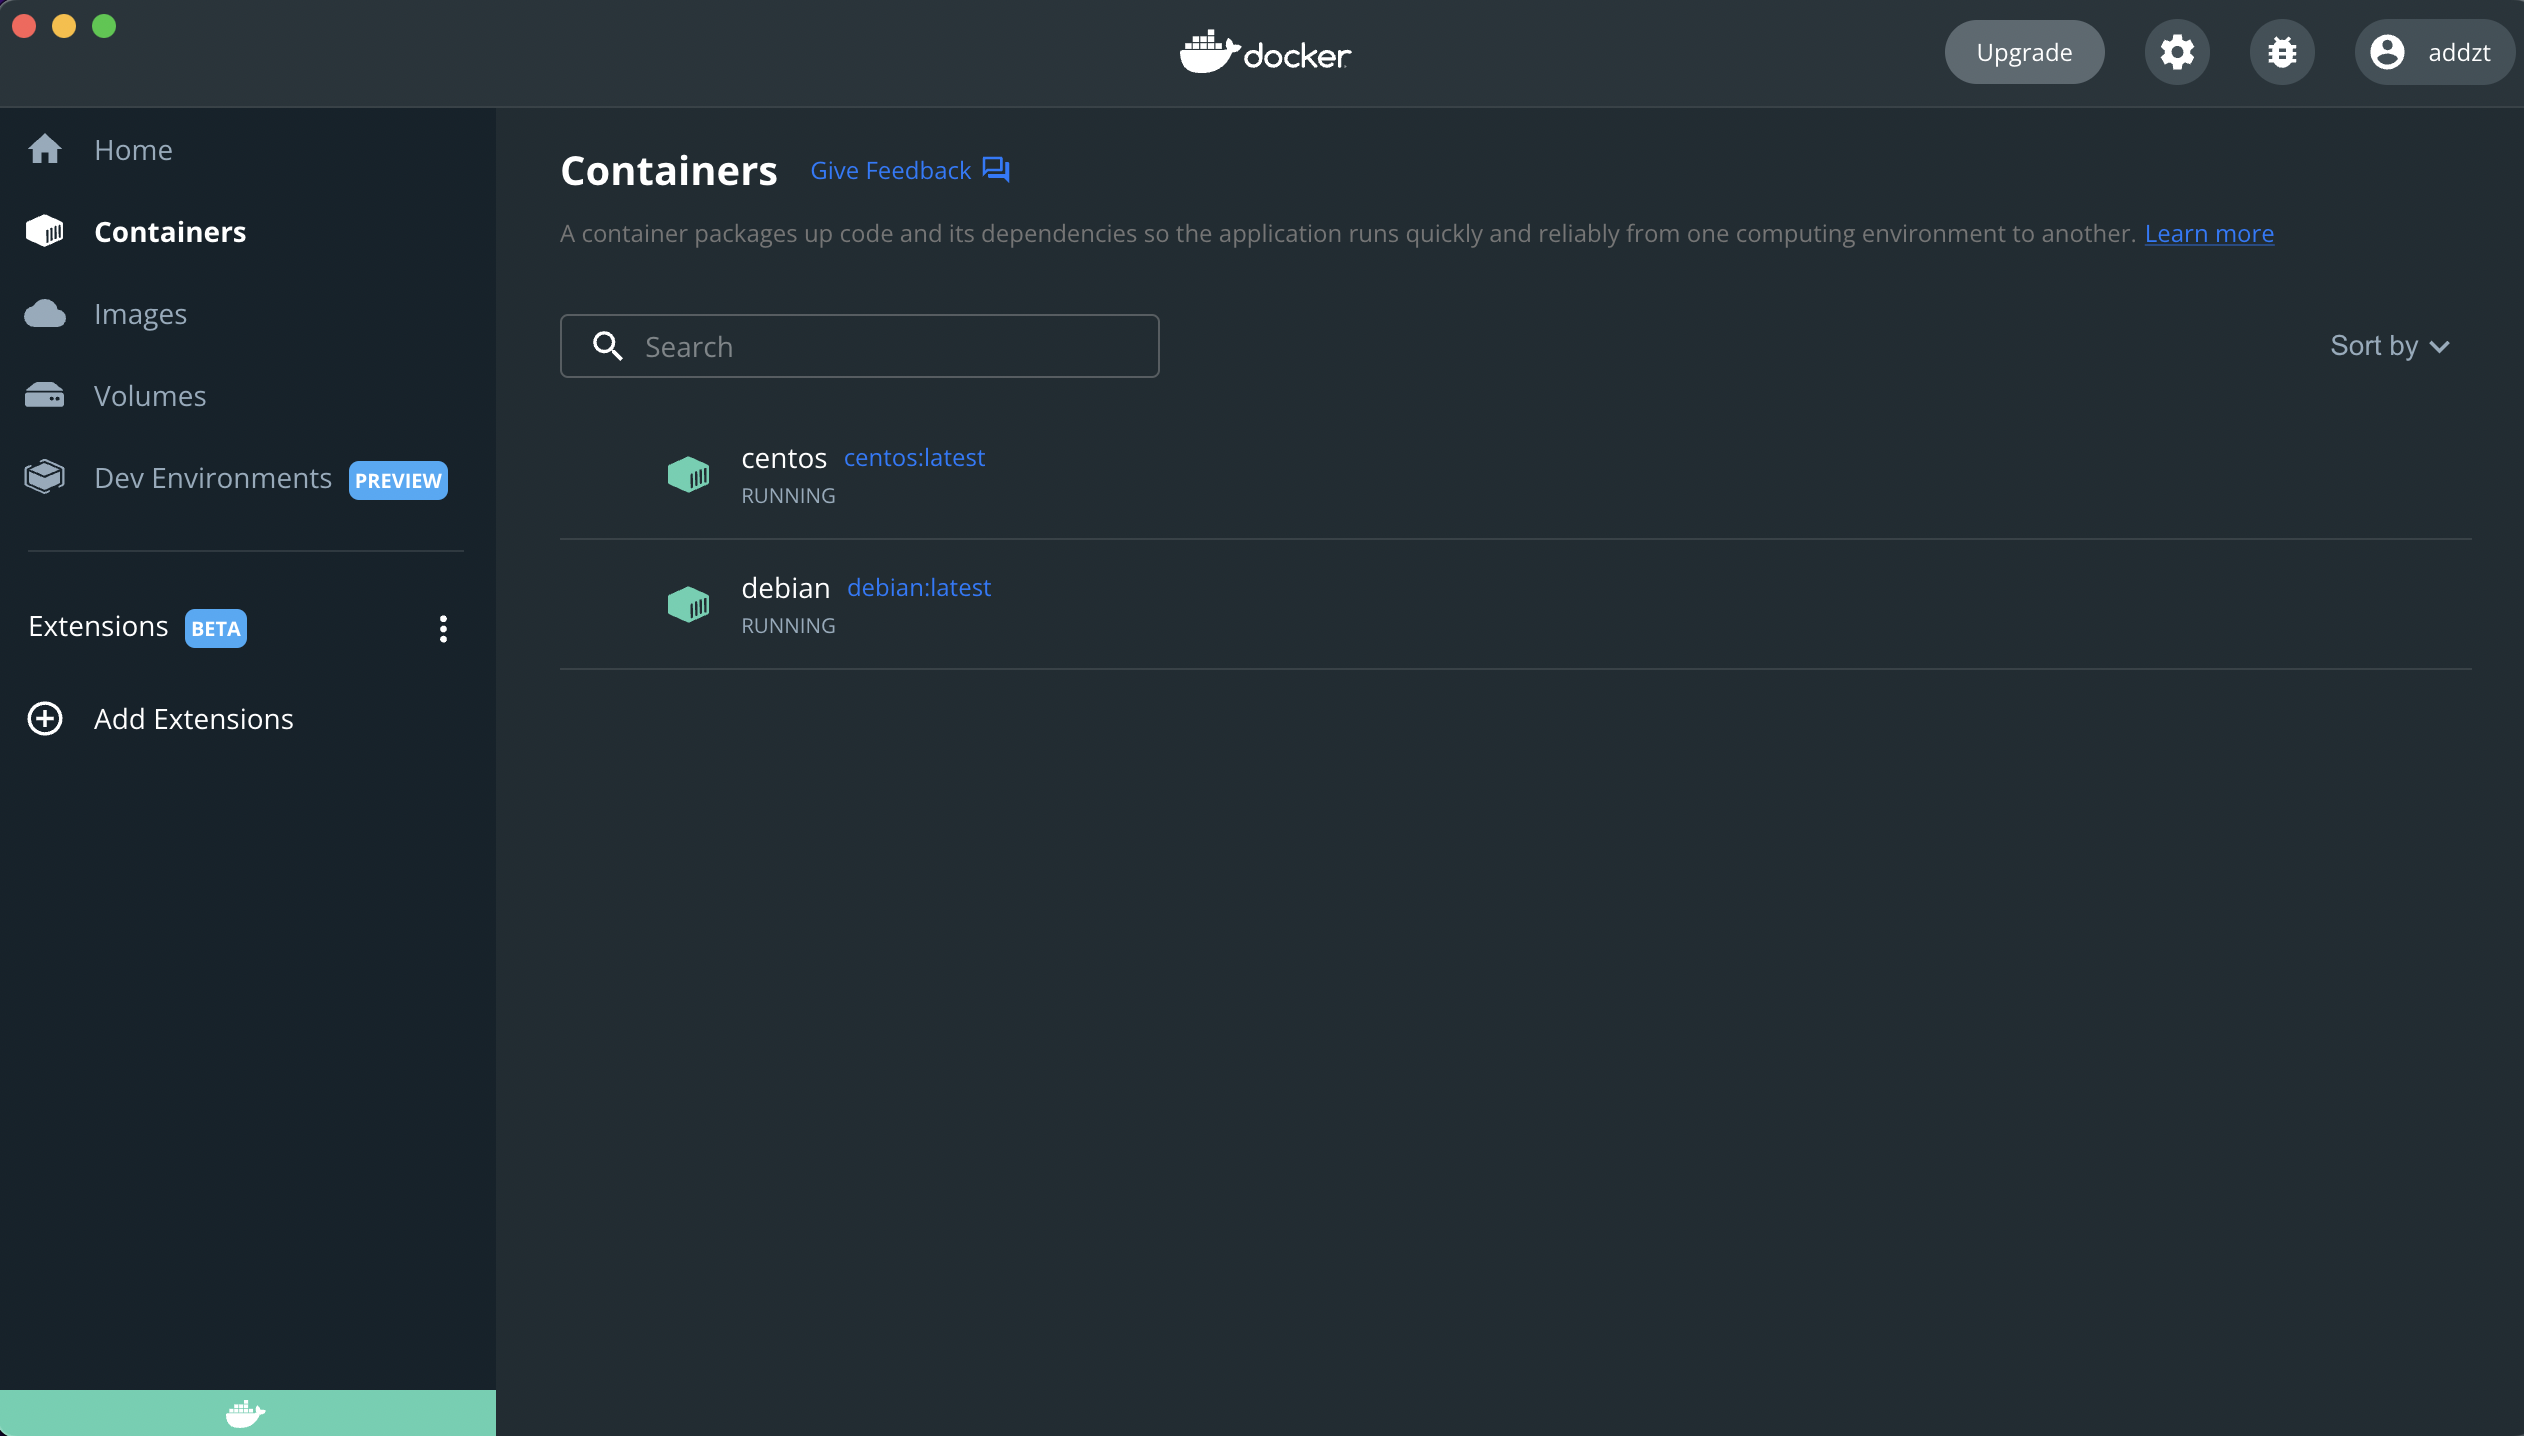 docker
Upgrade
addzt
Home
Containers
Images
Volumes
Dev Environments PREVIEW
Extensions BETA
Add Extensions
Containers Give Feedback
A container packages up code and its dependencies so the application runs quickly and reliably from one computing environment to another. Learn more
Search
Sort by
centos centos:latest
RUNNING
debian debian:latest
RUNNING